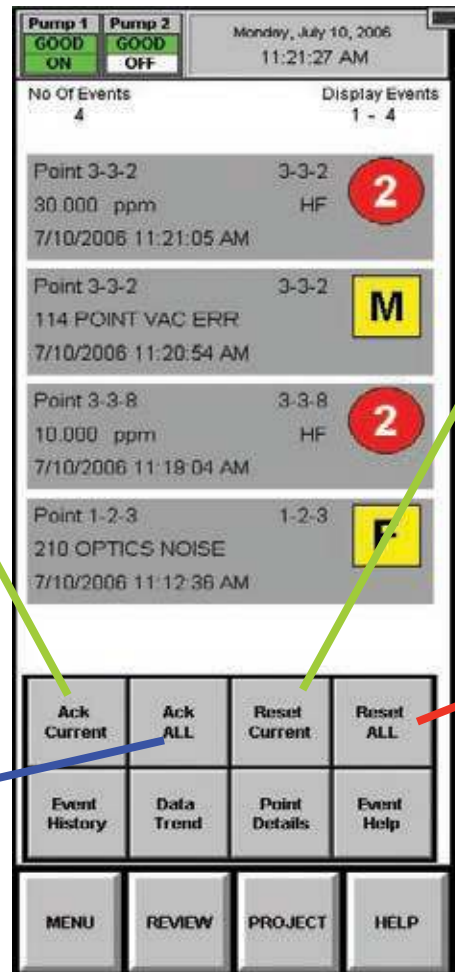 Pump 1 Pump 2
GOOD GOOD
ON OFF
Monday, July 10, 2006
11:21:27 AM
No Of Events Display Events
4 1 - 4
Point 3-3-2 3-3-2
30.000 ppm HF
7/10/2006 11:21:05 AM
2
Point 3-3-2 3-3-2
114 POINT VAC ERR
7/10/2006 11:20:54 AM
M
Point 3-3-8 3-3-8
10.000 ppm HF
7/10/2006 11:19:04 AM
2
Point 1-2-3 1-2-3
210 OPTICS NOISE
7/10/2006 11:12:36 AM
F
Ack Current
Ack ALL
Reset Current
Reset ALL
Event History
Data Trend
Point Details
Event Help
MENU REVIEW PROJECT HELP